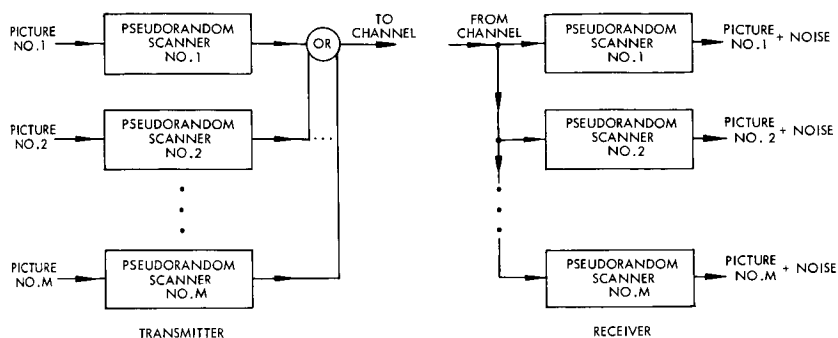 PICTURE NO.1
PSEUDORANDOM SCANNER NO.1
OR
TO CHANNEL
FROM CHANNEL
PSEUDORANDOM SCANNER NO.1
PICTURE NO.1 + NOISE
PICTURE NO.2
PSEUDORANDOM SCANNER NO.2
PSEUDORANDOM SCANNER NO.2
PICTURE NO. 2 + NOISE
PICTURE NO.M
PSEUDORANDOM SCANNER NO.M
PSEUDORANDOM SCANNER NO.M
PICTURE NO.M + NOISE
TRANSMITTER
RECEIVER